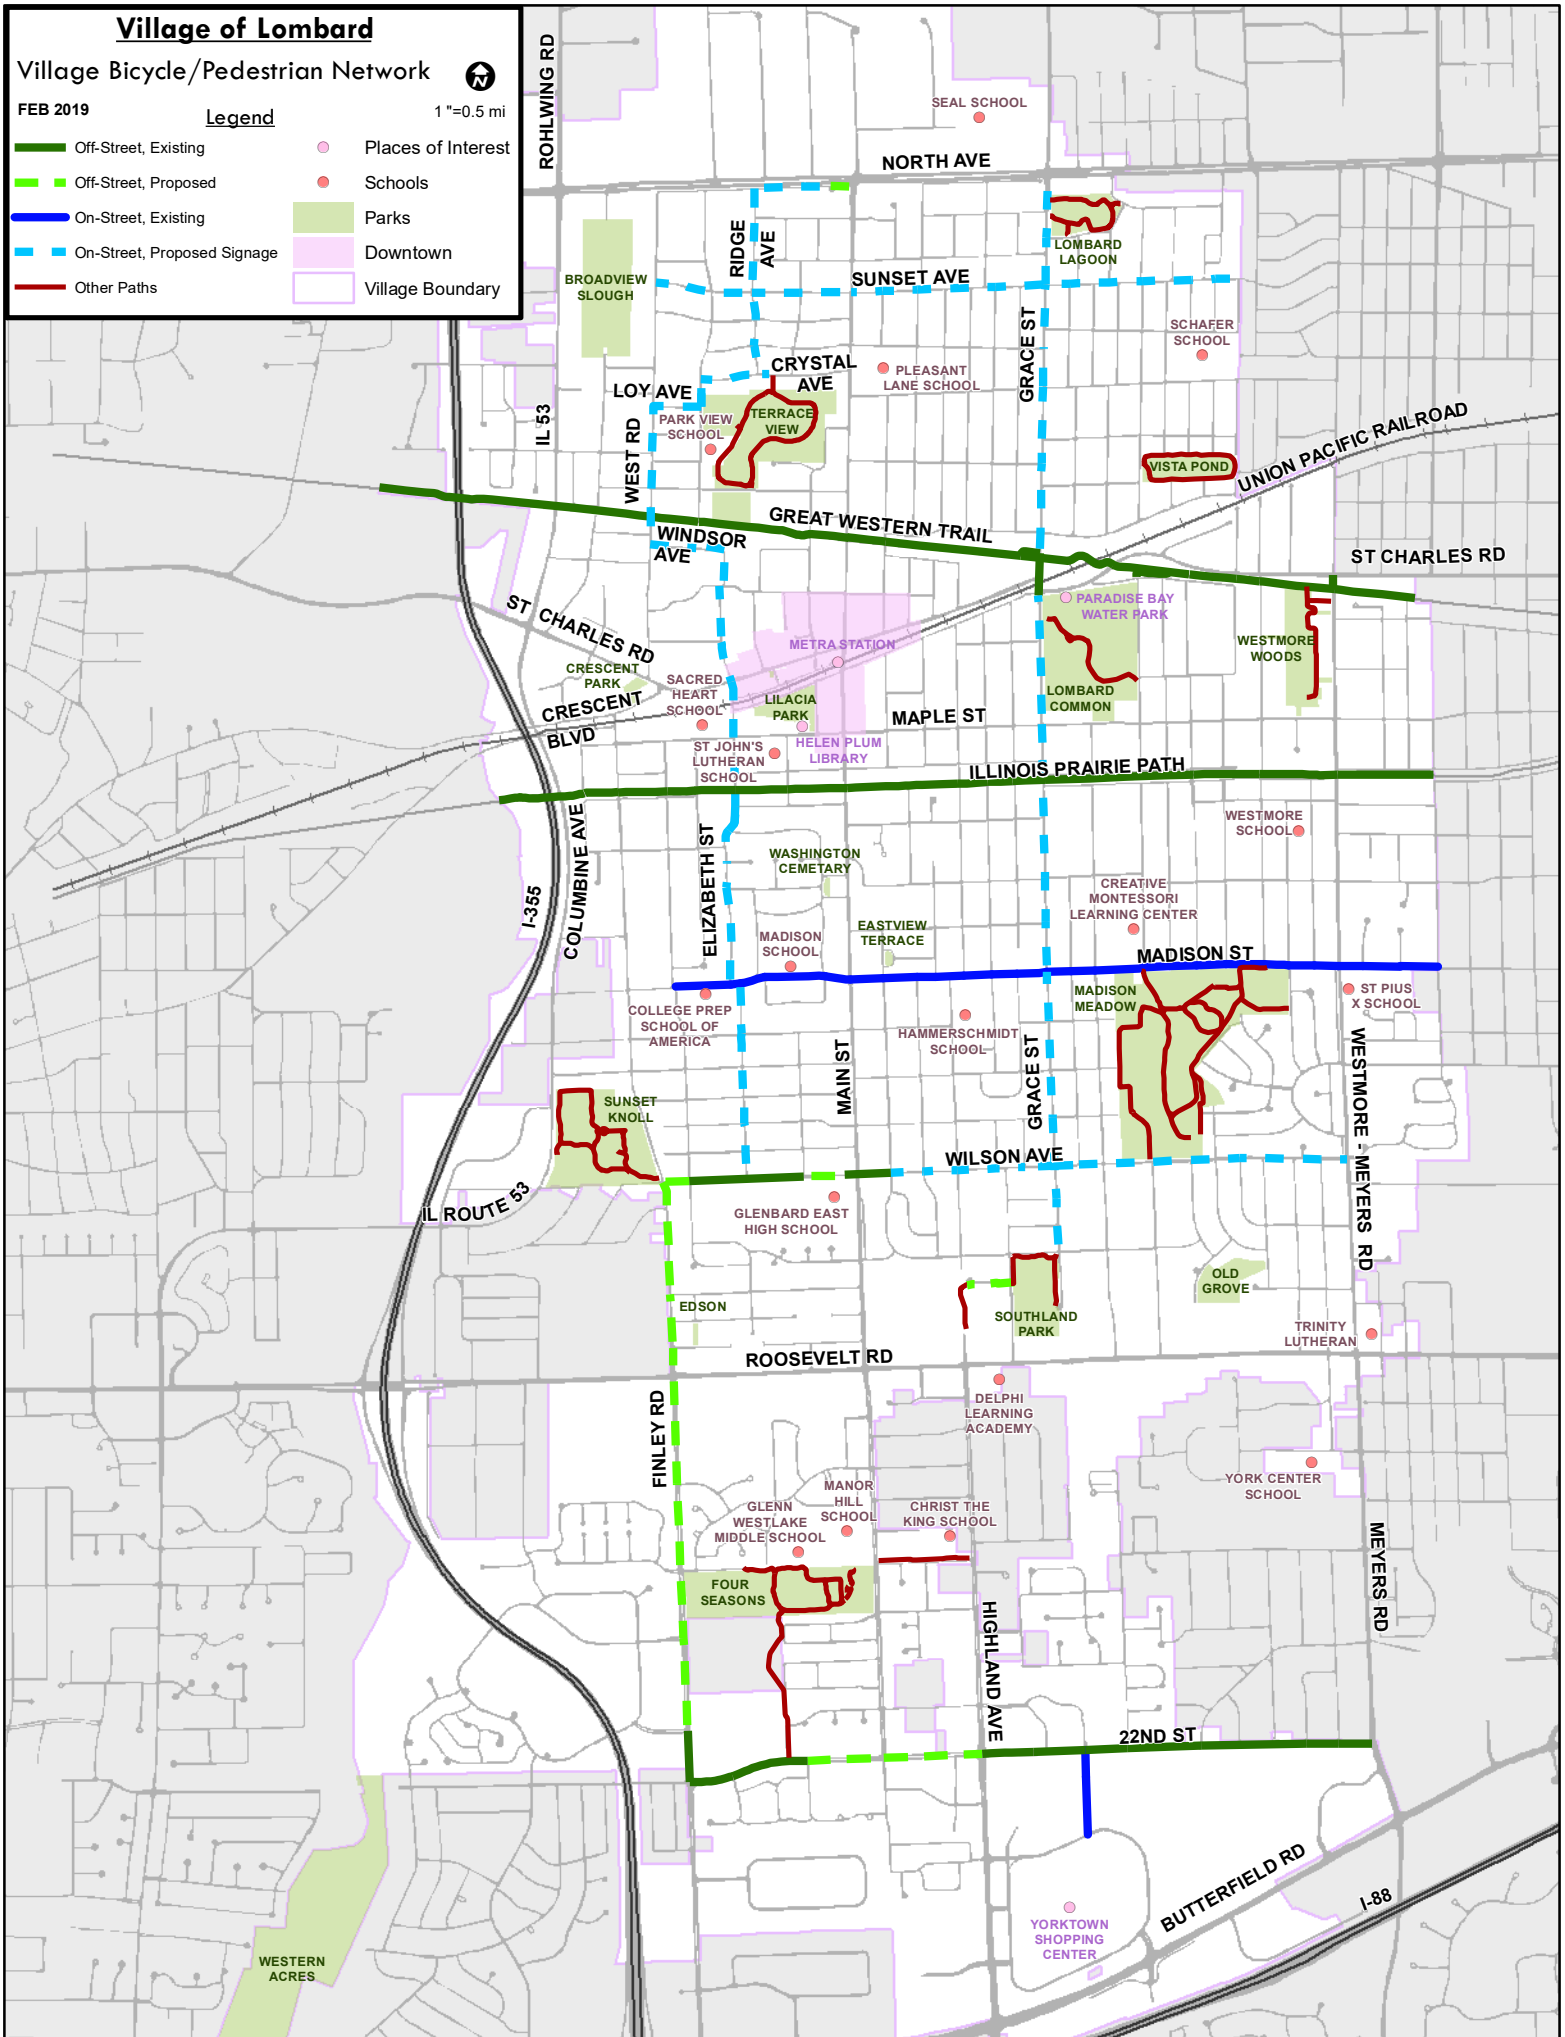 Village of Lombard
Village Bicycle/Pedestrian Network
N
FEB 2019
Legend
1 "=0.5 mi
Off-Street, Existing
Places of Interest
Off-Street, Proposed
Schools
On-Street, Existing
Parks
On-Street, Proposed Signage
Downtown
Other Paths
Village Boundary
ROHLWING RD
SEAL SCHOOL
NORTH AVE
RIDGE
AVE
LOMBARD
LAGOON
BROADVIEW
SLOUGH
SUNSET AVE
GRACE ST
SCHAFER
SCHOOL
CRYSTAL
AVE
PLEASANT
LANE SCHOOL
LOY AVE
IL 53
PARK VIEW
SCHOOL
TERRACE
VIEW
WEST RD
UNION PACIFIC RAILROAD
VISTA POND
GREAT WESTERN TRAIL
WINDSOR
AVE
ST CHARLES RD
ST CHARLES RD
PARADISE BAY
WATER PARK
METRA STATION
WESTMORE
WOODS
CRESCENT
PARK
SACRED
HEART
SCHOOL
LOMBARD
COMMON
LILACIA
PARK
CRESCENT
BLVD
MAPLE ST
ST JOHN'S
LUTHERAN
SCHOOL
HELEN PLUM
LIBRARY
ILLINOIS PRAIRIE PATH
COLUMBINE AVE
ELIZABETH ST
WESTMORE
SCHOOL
WASHINGTON
CEMETARY
I-355
CREATIVE
MONTESSORI
LEARNING CENTER
EASTVIEW
TERRACE
MADISON
SCHOOL
MADISON ST
MADISON
MEADOW
ST PIUS
X SCHOOL
COLLEGE PREP
SCHOOL OF
AMERICA
HAMMERSCHMIDT
SCHOOL
MAIN ST
GRACE ST
WESTMORE - MEYERS RD
SUNSET
KNOLL
WILSON AVE
IL ROUTE 53
GLENBARD EAST
HIGH SCHOOL
OLD
GROVE
EDSON
SOUTHLAND
PARK
TRINITY
LUTHERAN
ROOSEVELT RD
DELPHI
LEARNING
ACADEMY
FINLEY RD
YORK CENTER
SCHOOL
MANOR
HILL
SCHOOL
GLENN
WESTLAKE
MIDDLE SCHOOL
CHRIST THE
KING SCHOOL
MEYERS RD
FOUR
SEASONS
HIGHLAND AVE
22ND ST
BUTTERFIELD RD
I-88
YORKTOWN
SHOPPING
CENTER
WESTERN
ACRES